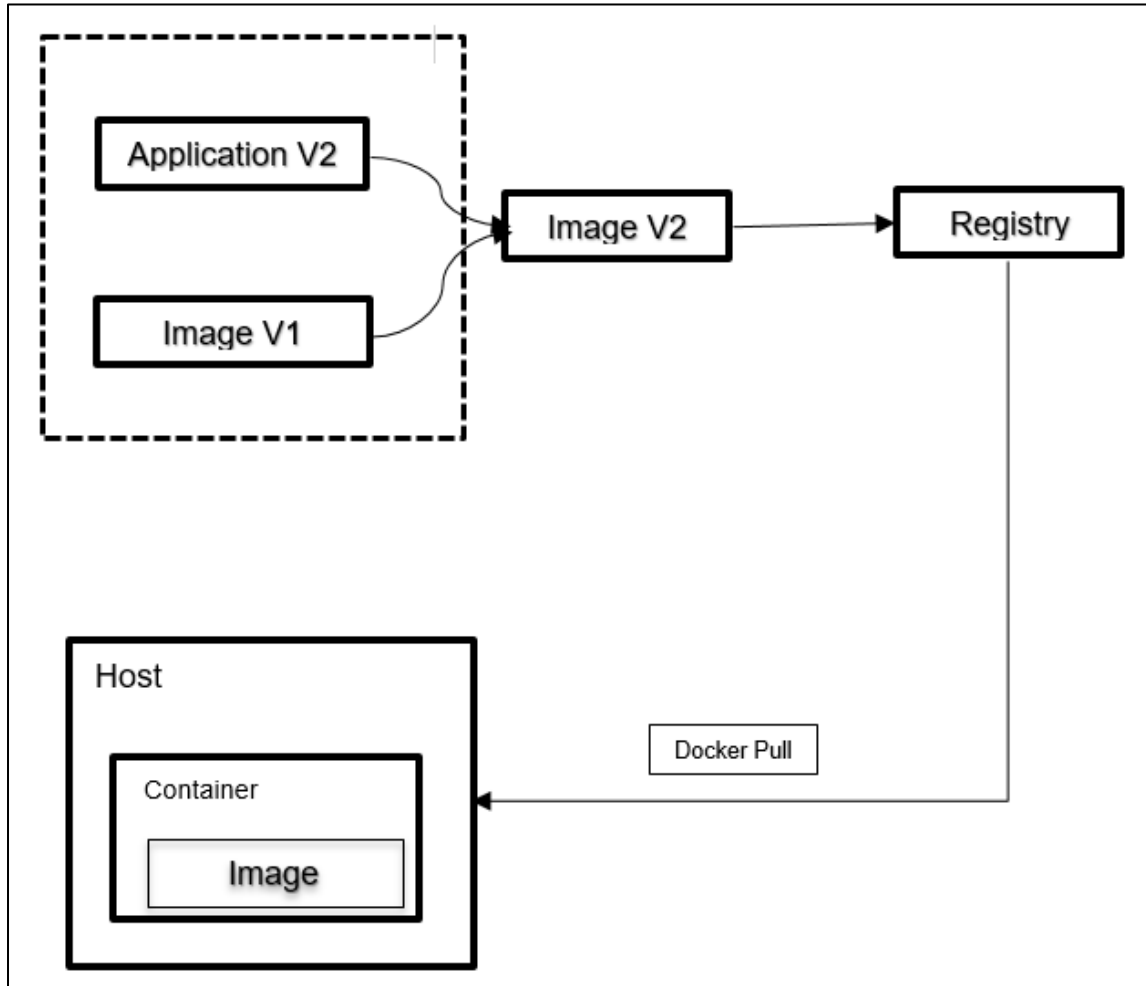 Application V2
Image V2
Registry
Image V1
Host
Docker Pull
Container
Image